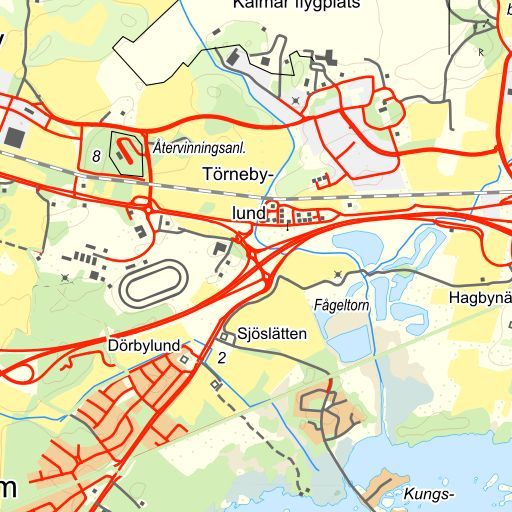 Kalmar flygplats
y
b
8
Återvinningsanl.
Törneby-
lund
Fågeltorn
Hagbynä
Sjöslätten
Dörbylund
2
m
Kungs-